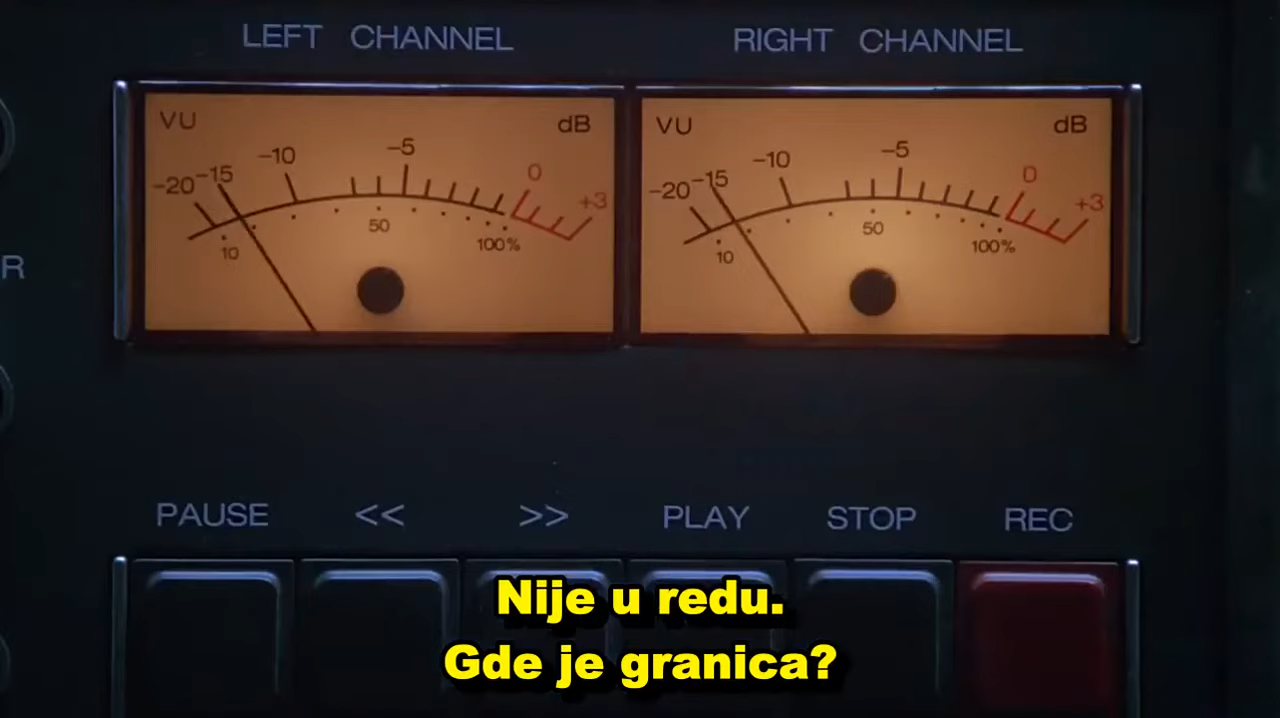 LEFT CHANNEL
RIGHT CHANNEL
VU
dB
-20 -15 -10 -5 0 +3
10 50 100%
VU
dB
-20 -15 -10 -5 0 +3
10 50 100%
R
PAUSE << >> PLAY STOP REC
Nije u redu.
Gde je granica?